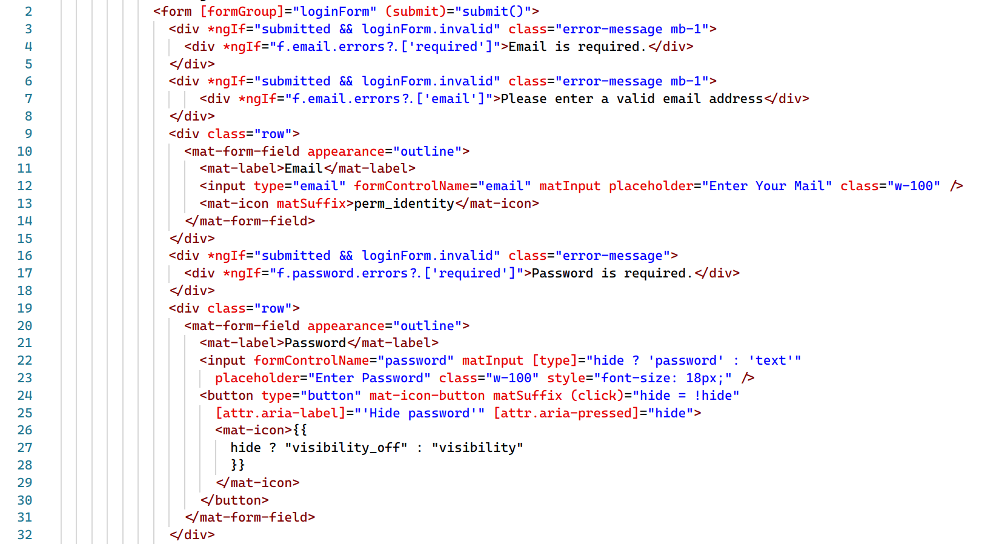 2 <form [formGroup]="loginForm" (submit)="submit()">
3 <div *ngIf="submitted && loginForm.invalid" class="error-message mb-1">
4 <div *ngIf="f.email.errors?.['required']">Email is required.</div>
5 </div>
6 <div *ngIf="submitted && loginForm.invalid" class="error-message mb-1">
7 <div *ngIf="f.email.errors?.['email']">Please enter a valid email address</div>
8 </div>
9 <div class="row">
10 <mat-form-field appearance="outline">
11 <mat-label>Email</mat-label>
12 <input type="email" formControlName="email" matInput placeholder="Enter Your Mail" class="w-100" />
13 <mat-icon matSuffix>perm_identity</mat-icon>
14 </mat-form-field>
15 </div>
16 <div *ngIf="submitted && loginForm.invalid" class="error-message">
17 <div *ngIf="f.password.errors?.['required']">Password is required.</div>
18 </div>
19 <div class="row">
20 <mat-form-field appearance="outline">
21 <mat-label>Password</mat-label>
22 <input formControlName="password" matInput [type]="hide ? 'password' : 'text'"
23 placeholder="Enter Password" class="w-100" style="font-size: 18px;" />
24 <button type="button" mat-icon-button matSuffix (click)="hide = !hide"
25 [attr.aria-label]="'Hide password'" [attr.aria-pressed]="hide">
26 <mat-icon>{{
27 hide ? "visibility_off" : "visibility"
28 }}
29 </mat-icon>
30 </button>
31 </mat-form-field>
32 </div>